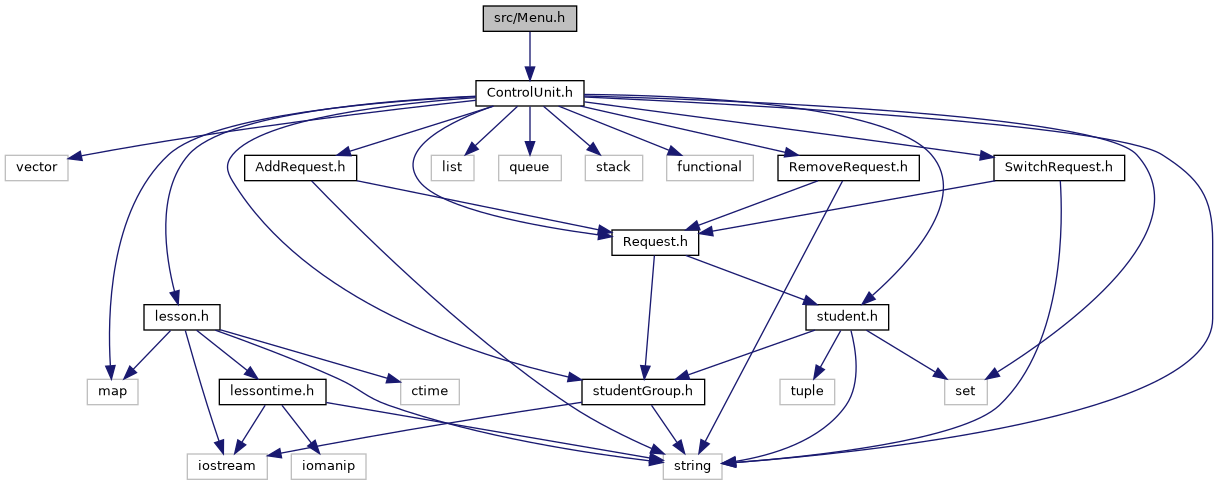 src/Menu.h
ControlUnit.h
vector
AddRequest.h
list
queue
stack
functional
RemoveRequest.h
SwitchRequest.h
Request.h
lesson.h
student.h
map
lessontime.h
ctime
studentGroup.h
tuple
set
iostream
iomanip
string